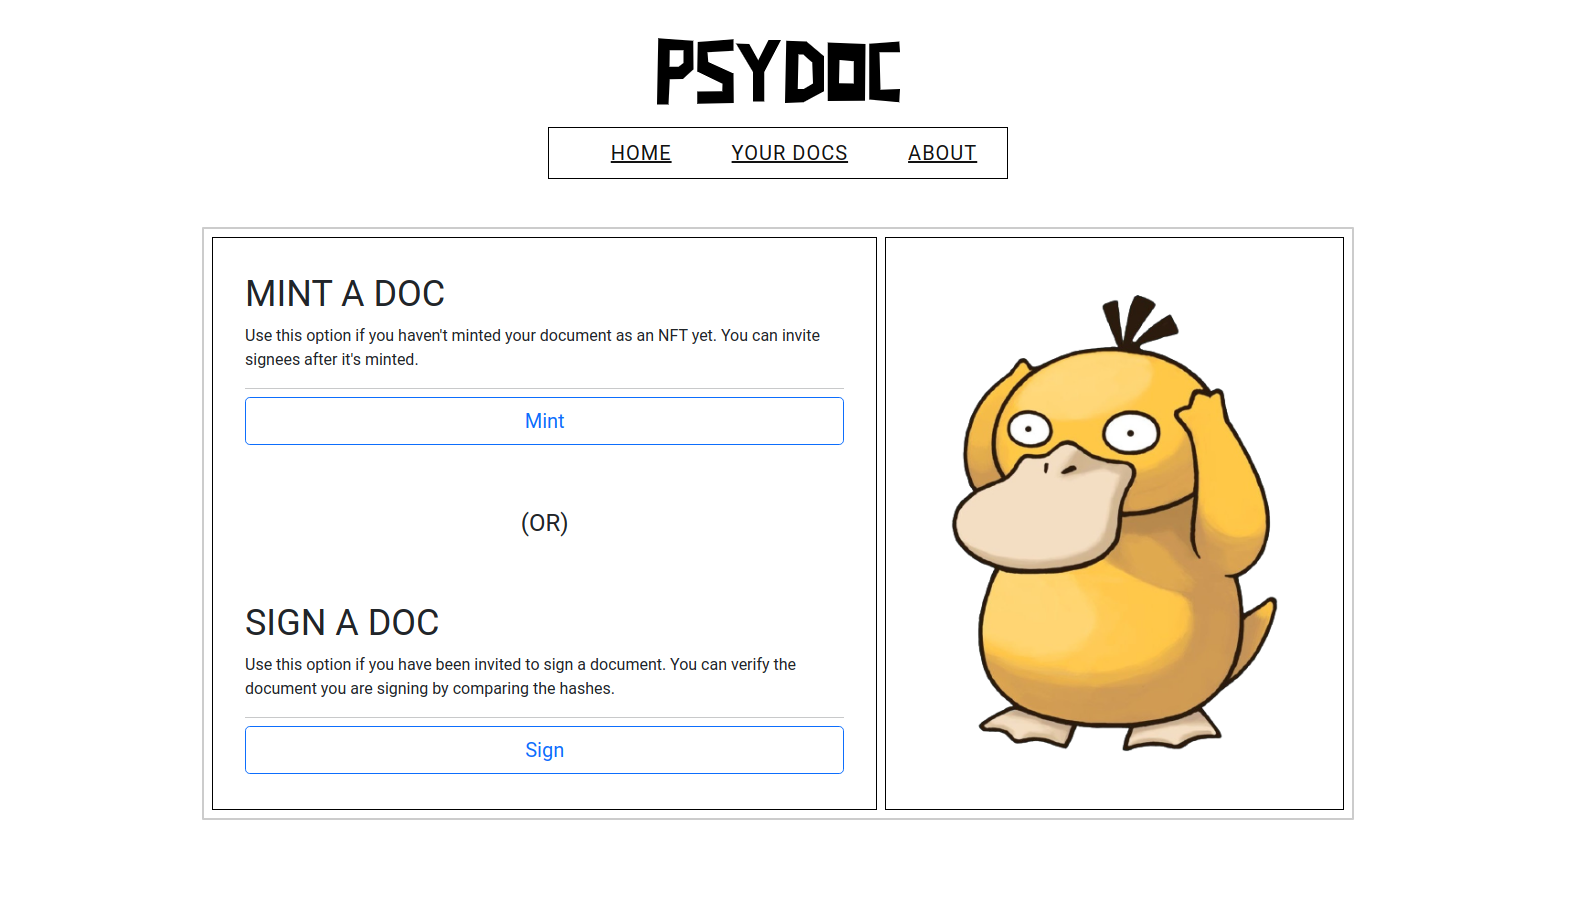 PSYDOC
HOME YOUR DOCS ABOUT
MINT A DOC
Use this option if you haven't minted your document as an NFT yet. You can invite
signees after it's minted.
Mint
(OR)
SIGN A DOC
Use this option if you have been invited to sign a document. You can verify the
document you are signing by comparing the hashes.
Sign